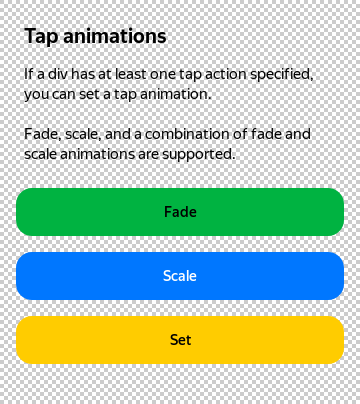 Tap animations
If a div has at least one tap action specified,
you can set a tap animation.
Fade, scale, and a combination of fade and
scale animations are supported.
Fade
Scale
Set